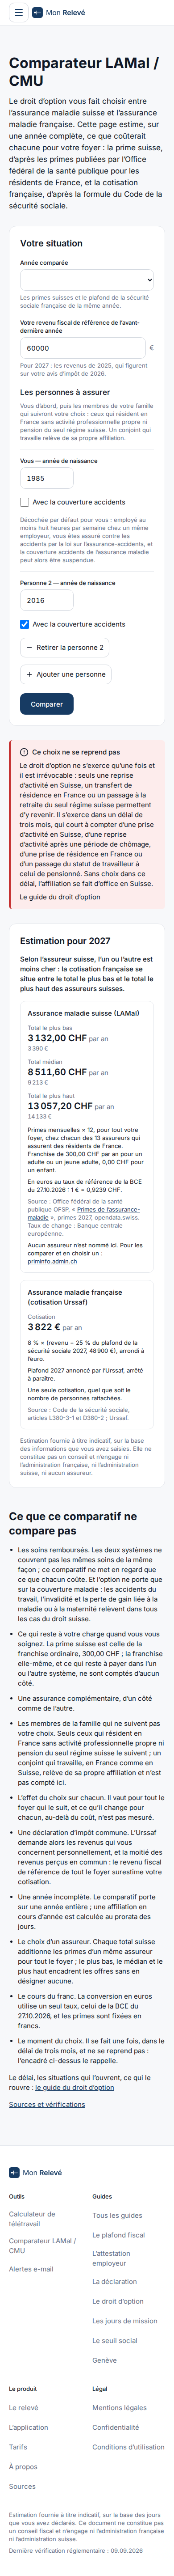 Mon Relevé
Comparateur LAMal /
CMU
Le droit d'option vous fait choisir entre
l'assurance maladie suisse et l'assurance
maladie française. Cette page estime, sur
une année complète, ce que coûterait
chacune pour votre foyer : la prime suisse,
d'après les primes publiées par l'Office
fédéral de la santé publique pour les
résidents de France, et la cotisation
française, d'après la formule du Code de la
sécurité sociale.
Votre situation
Année comparée
Les primes suisses et le plafond de la sécurité
sociale française de la même année.
Votre revenu fiscal de référence de l'avant-
dernière année
60000 €
Pour 2027 : les revenus de 2025, qui figurent
sur votre avis d'impôt de 2026.
Les personnes à assurer
Vous d'abord, puis les membres de votre famille
qui suivront votre choix : ceux qui résident en
France sans activité professionnelle propre ni
pension du seul régime suisse. Un conjoint qui
travaille relève de sa propre affiliation.
Vous — année de naissance
1985
Avec la couverture accidents
Décochée par défaut pour vous : employé au
moins huit heures par semaine chez un même
employeur, vous êtes assuré contre les
accidents par la loi sur l'assurance-accidents, et
la couverture accidents de l'assurance maladie
peut alors être suspendue.
Personne 2 — année de naissance
2016
Avec la couverture accidents
Retirer la personne 2
Ajouter une personne
Comparer
Ce choix ne se reprend pas
Le droit d'option ne s'exerce qu'une fois et
il est irrévocable : seuls une reprise
d'activité en Suisse, un transfert de
résidence en France ou un passage à la
retraite du seul régime suisse permettent
d'y revenir. Il s'exerce dans un délai de
trois mois, qui court à compter d'une prise
d'activité en Suisse, d'une reprise
d'activité après une période de chômage,
d'une prise de résidence en France ou
d'un passage du statut de travailleur à
celui de pensionné. Sans choix dans ce
délai, l'affiliation se fait d'office en Suisse.
Le guide du droit d'option
Estimation pour 2027
Selon l'assureur suisse, l'un ou l'autre est
moins cher : la cotisation française se
situe entre le total le plus bas et le total le
plus haut des assureurs suisses.
Assurance maladie suisse (LAMal)
Total le plus bas
3 132,00 CHF par an
3 390 €
Total médian
8 511,60 CHF par an
9 213 €
Total le plus haut
13 057,20 CHF par an
14 133 €
Primes mensuelles × 12, pour tout votre
foyer, chez chacun des 13 assureurs qui
assurent des résidents de France.
Franchise de 300,00 CHF par an pour un
adulte ou un jeune adulte, 0,00 CHF pour
un enfant.
En euros au taux de référence de la BCE
du 27.10.2026 : 1 € = 0,9239 CHF.
Source : Office fédéral de la santé
publique OFSP, « Primes de l'assurance-
maladie », primes 2027, opendata.swiss.
Taux de change : Banque centrale
européenne.
Aucun assureur n'est nommé ici. Pour les
comparer et en choisir un :
priminfo.admin.ch
Assurance maladie française
(cotisation Urssaf)
Cotisation
3 822 € par an
8 % × (revenu − 25 % du plafond de la
sécurité sociale 2027, 48 900 €), arrondi à
l'euro.
Plafond 2027 annoncé par l'Urssaf, arrêté
à paraître.
Une seule cotisation, quel que soit le
nombre de personnes rattachées.
Source : Code de la sécurité sociale,
articles L380-3-1 et D380-2 ; Urssaf.
Estimation fournie à titre indicatif, sur la base
des informations que vous avez saisies. Elle ne
constitue pas un conseil et n'engage ni
l'administration française, ni l'administration
suisse, ni aucun assureur.
Ce que ce comparatif ne
compare pas
• Les soins remboursés. Les deux systèmes ne
couvrent pas les mêmes soins de la même
façon ; ce comparatif ne met en regard que
ce que chacun coûte. Et l'option ne porte que
sur la couverture maladie : les accidents du
travail, l'invalidité et la perte de gain liée à la
maladie ou à la maternité relèvent dans tous
les cas du droit suisse.
• Ce qui reste à votre charge quand vous vous
soignez. La prime suisse est celle de la
franchise ordinaire, 300,00 CHF ; la franchise
elle-même, et ce qui reste à payer dans l'un
ou l'autre système, ne sont comptés d'aucun
côté.
• Une assurance complémentaire, d'un côté
comme de l'autre.
• Les membres de la famille qui ne suivent pas
votre choix. Seuls ceux qui résident en
France sans activité professionnelle propre ni
pension du seul régime suisse le suivent ; un
conjoint qui travaille, en France comme en
Suisse, relève de sa propre affiliation et n'est
pas compté ici.
• L'effet du choix sur chacun. Il vaut pour tout le
foyer qui le suit, et ce qu'il change pour
chacun, au-delà du coût, n'est pas mesuré.
• Une déclaration d'impôt commune. L'Urssaf
demande alors les revenus qui vous
concernent personnellement, et la moitié des
revenus perçus en commun : le revenu fiscal
de référence de tout le foyer surestime votre
cotisation.
• Une année incomplète. Le comparatif porte
sur une année entière ; une affiliation en
cours d'année est calculée au prorata des
jours.
• Le choix d'un assureur. Chaque total suisse
additionne les primes d'un même assureur
pour tout le foyer ; le plus bas, le médian et le
plus haut encadrent les offres sans en
désigner aucune.
• Le cours du franc. La conversion en euros
utilise un seul taux, celui de la BCE du
27.10.2026, et les primes sont fixées en
francs.
• Le moment du choix. Il se fait une fois, dans le
délai de trois mois, et ne se reprend pas :
l'encadré ci-dessus le rappelle.
Le délai, les situations qui l'ouvrent, ce qui le
rouvre : le guide du droit d'option
Sources et vérifications
Mon Relevé
Outils
Calculateur de
télétravail
Comparateur LAMal /
CMU
Alertes e-mail
Guides
Tous les guides
Le plafond fiscal
L'attestation
employeur
La déclaration
Le droit d'option
Les jours de mission
Le seuil social
Genève
Le produit
Le relevé
L'application
Tarifs
À propos
Sources
Légal
Mentions légales
Confidentialité
Conditions d'utilisation
Estimation fournie à titre indicatif, sur la base des jours
que vous avez déclarés. Ce document ne constitue pas
un conseil fiscal et n'engage ni l'administration française
ni l'administration suisse.
Dernière vérification réglementaire : 09.09.2026